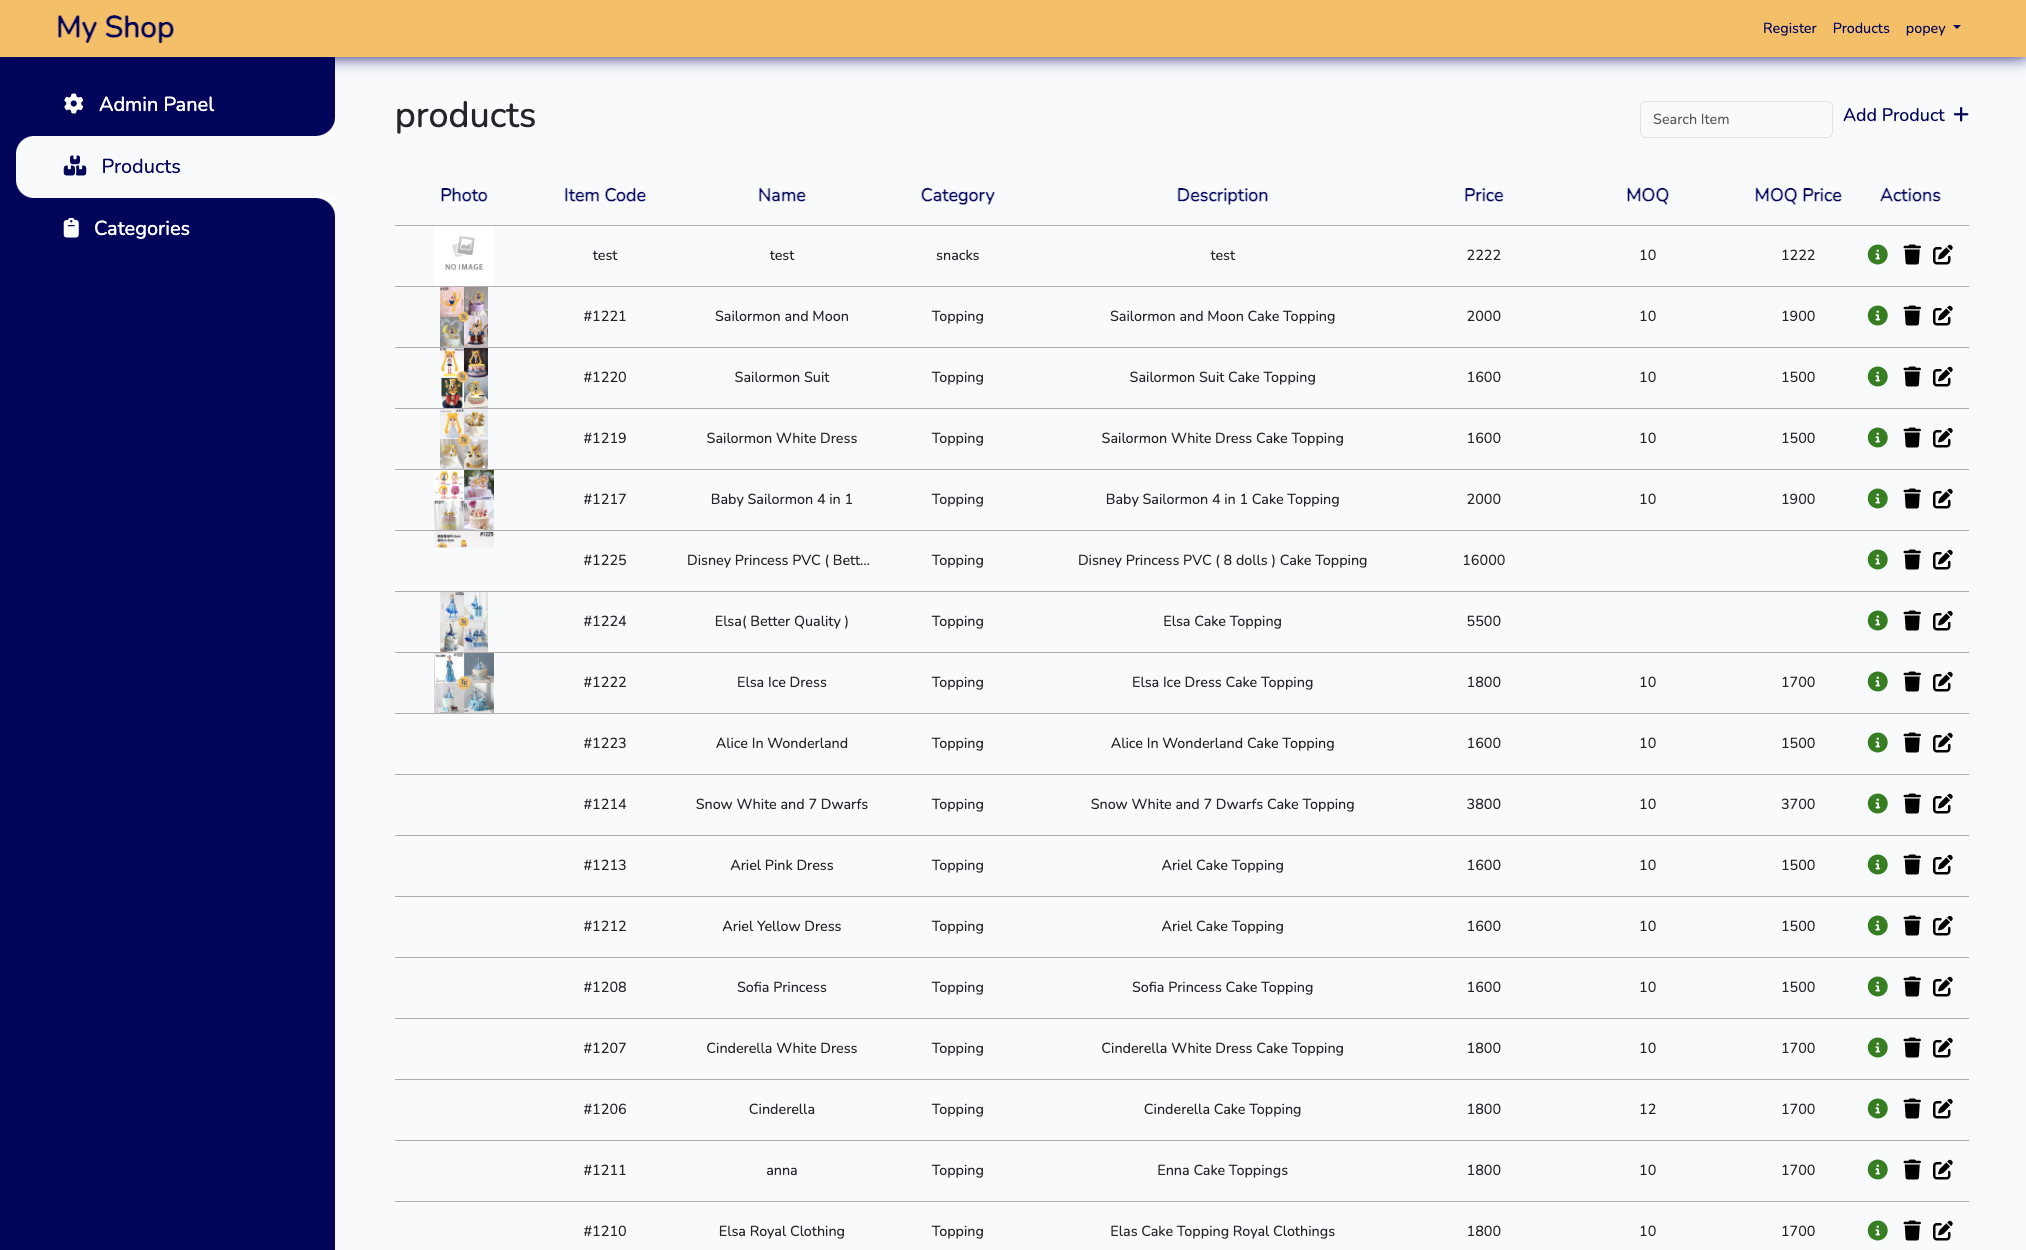 My Shop
Register Products popey
Admin Panel
Products
Categories
products
Search Item
Add Product
Photo Item Code Name Category Description Price MOQ MOQ Price Actions
NO IMAGE test test snacks test 2222 10 1222
#1221 Sailormon and Moon Topping Sailormon and Moon Cake Topping 2000 10 1900
#1220 Sailormon Suit Topping Sailormon Suit Cake Topping 1600 10 1500
#1219 Sailormon White Dress Topping Sailormon White Dress Cake Topping 1600 10 1500
#1217 Baby Sailormon 4 in 1 Topping Baby Sailormon 4 in 1 Cake Topping 2000 10 1900
#1225
#1225 Disney Princess PVC ( Bett... Topping Disney Princess PVC ( 8 dolls ) Cake Topping 16000
#1224 Elsa( Better Quality ) Topping Elsa Cake Topping 5500
#1222 Elsa Ice Dress Topping Elsa Ice Dress Cake Topping 1800 10 1700
#1223 Alice In Wonderland Topping Alice In Wonderland Cake Topping 1600 10 1500
#1214 Snow White and 7 Dwarfs Topping Snow White and 7 Dwarfs Cake Topping 3800 10 3700
#1213 Ariel Pink Dress Topping Ariel Cake Topping 1600 10 1500
#1212 Ariel Yellow Dress Topping Ariel Cake Topping 1600 10 1500
#1208 Sofia Princess Topping Sofia Princess Cake Topping 1600 10 1500
#1207 Cinderella White Dress Topping Cinderella White Dress Cake Topping 1800 10 1700
#1206 Cinderella Topping Cinderella Cake Topping 1800 12 1700
#1211 anna Topping Enna Cake Toppings 1800 10 1700
#1210 Elsa Royal Clothing Topping Elas Cake Topping Royal Clothings 1800 10 1700